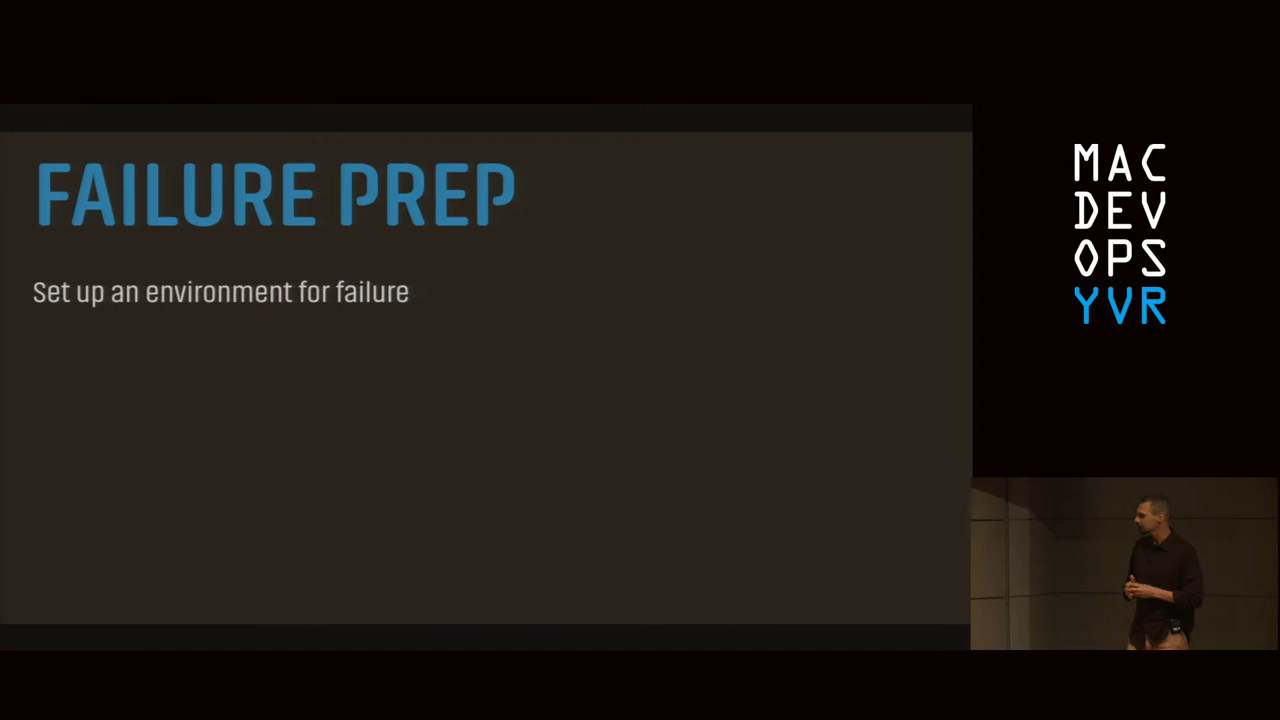 FAILURE PREP
Set up an environment for failure
MAC
DEV
OPS
YVR